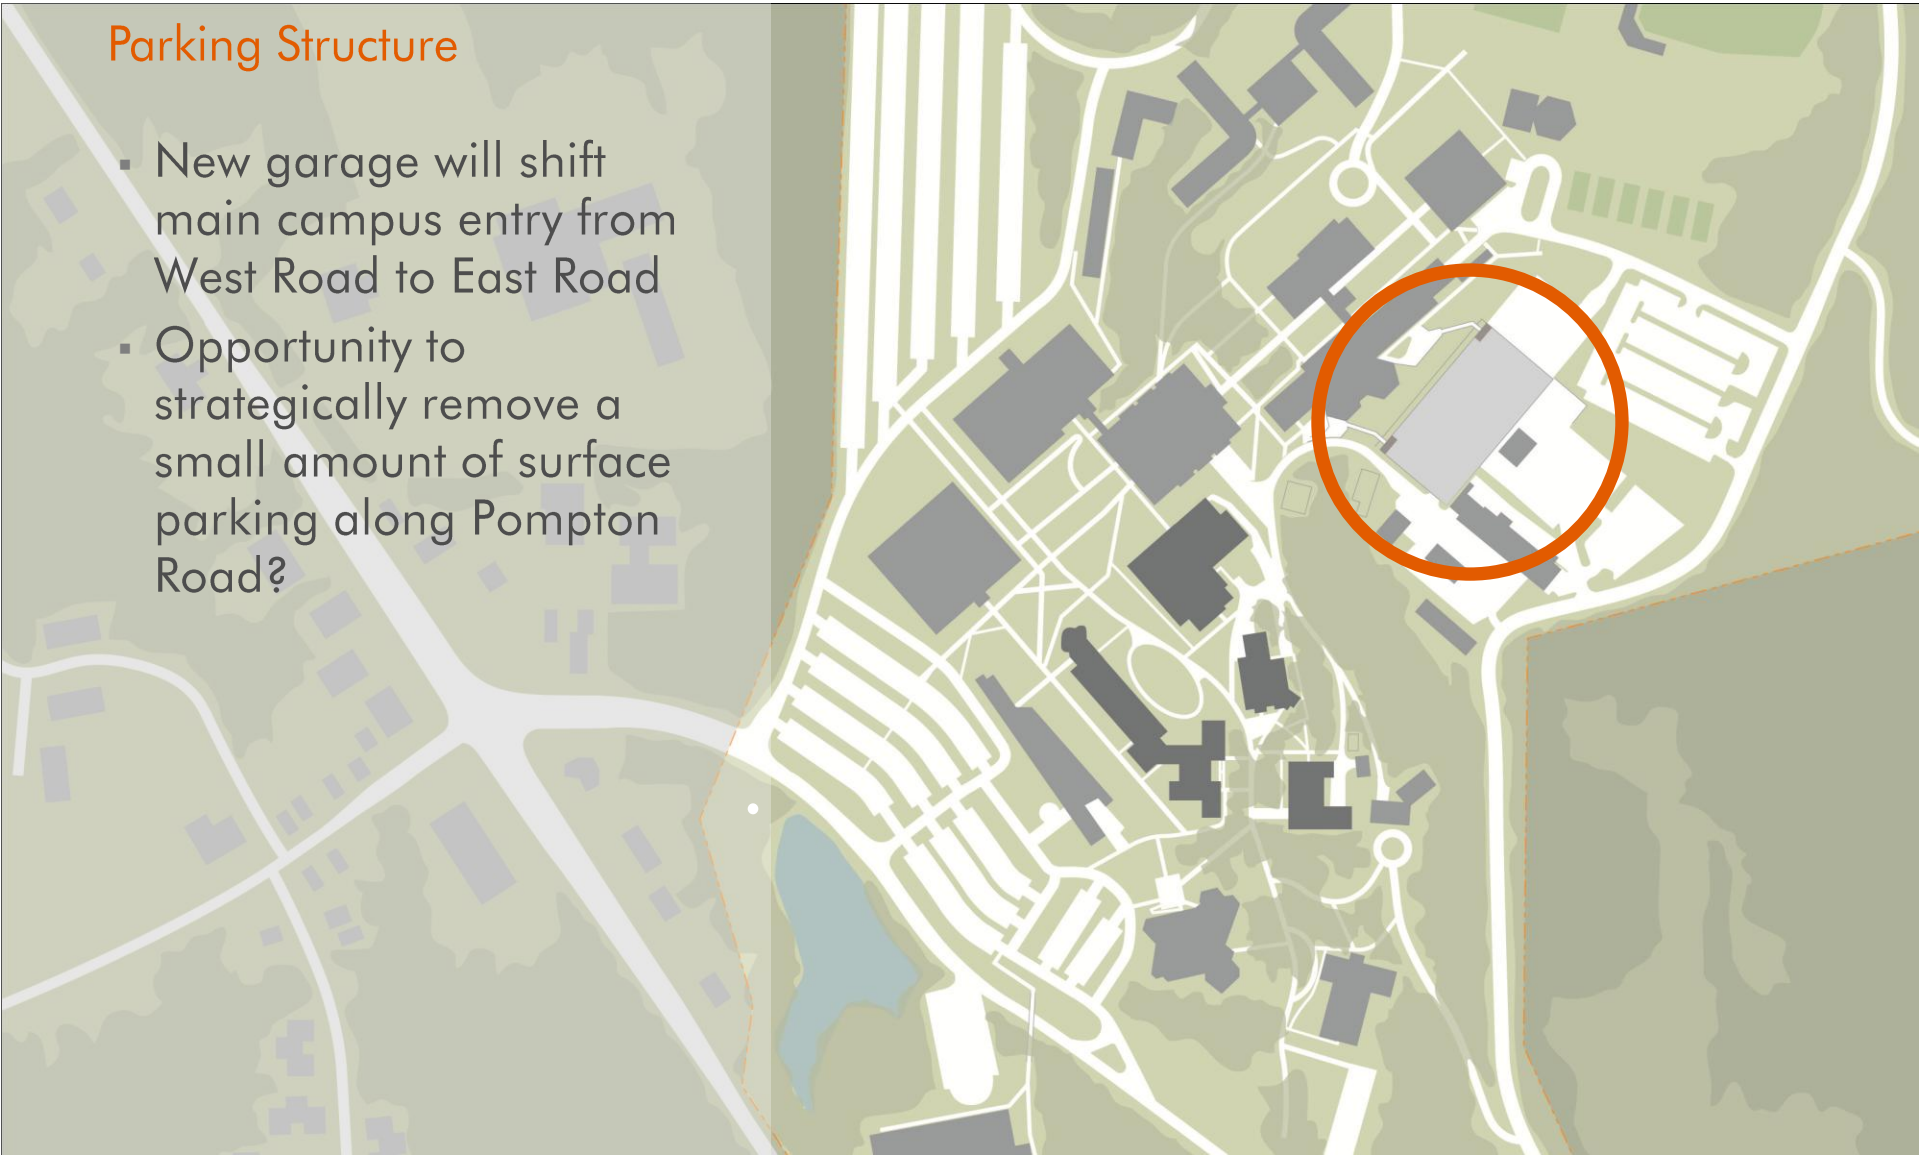 Parking Structure
▪ New garage will shift
main campus entry from
West Road to East Road
▪ Opportunity to
strategically remove a
small amount of surface
parking along Pompton
Road?